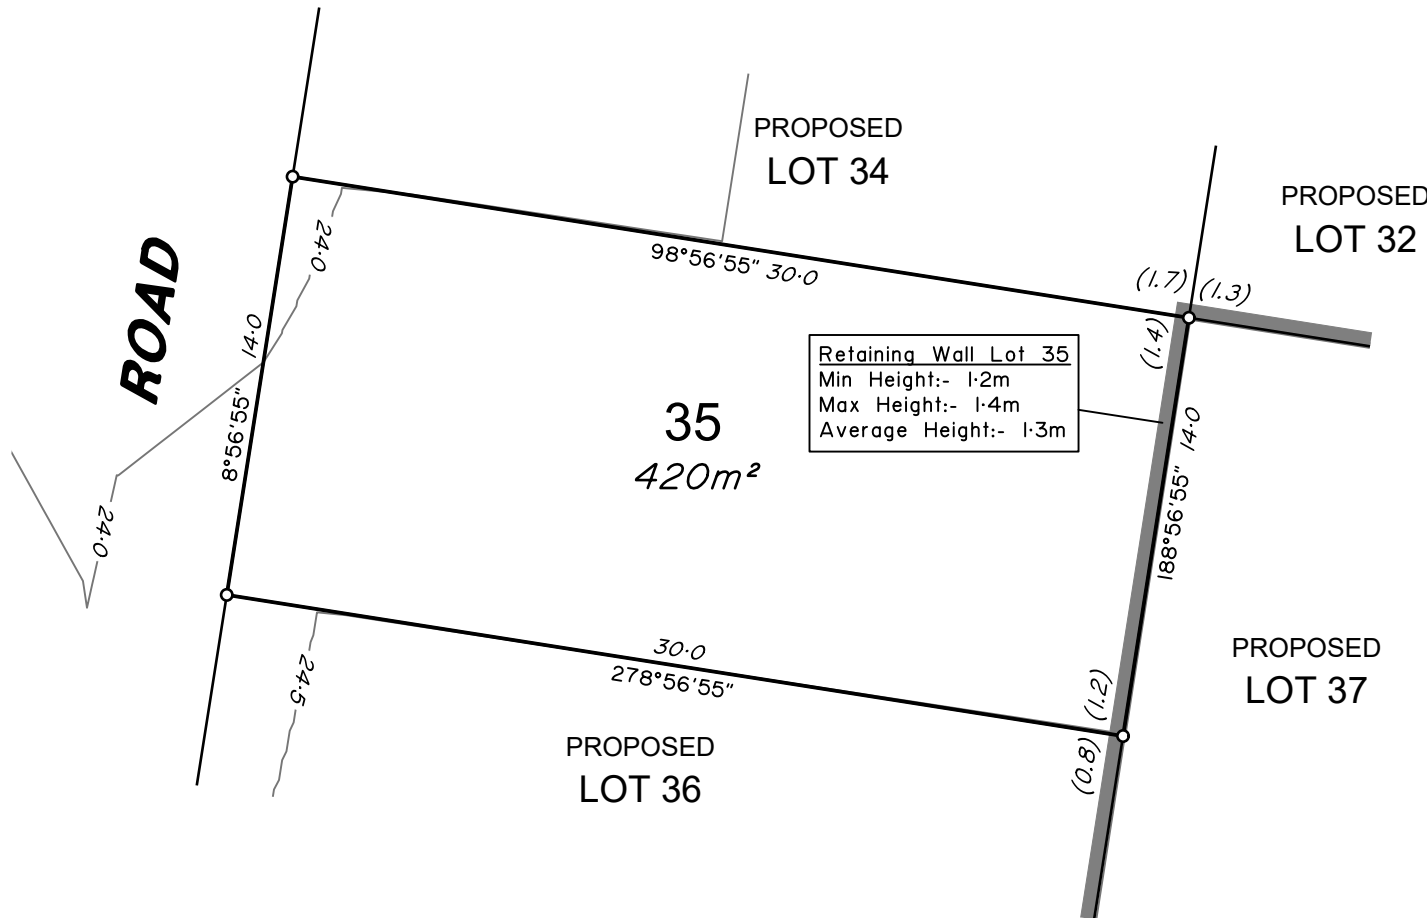 PROPOSED
LOT 34
PROPOSED
LOT 32
ROAD
24·0
98°56'55" 30·0
(1.7) (1.3)
(1.4)
14·0
8°56'55"
Retaining Wall Lot 35
Min Height:- 1·2m
Max Height:- 1·4m
Average Height:- 1·3m
35
420m²
188°56'55" 14·0
24·0
30·0
278°56'55"
24·5
(1.2)
(0.8)
PROPOSED
LOT 37
PROPOSED
LOT 36